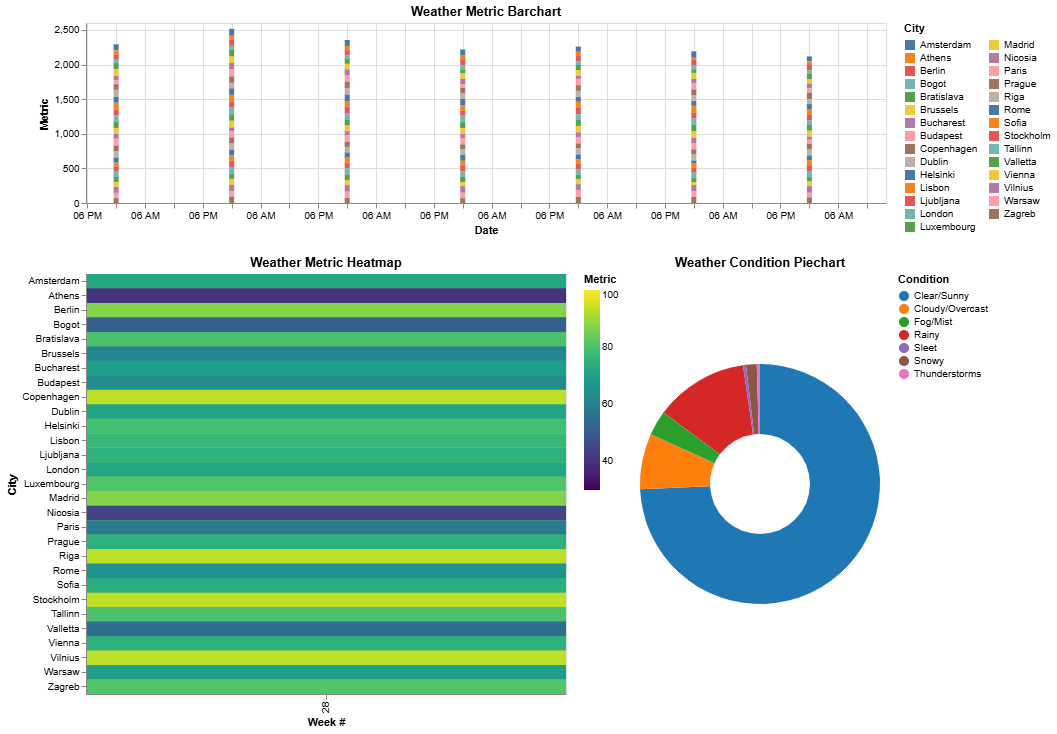 Weather Metric Barchart
Metric
2,500
2,000
1,500
1,000
500
0
06 PM 06 AM 06 PM 06 AM 06 PM 06 AM 06 PM 06 AM 06 PM 06 AM 06 PM 06 AM 06 PM 06 AM
Date
City
Amsterdam Madrid
Athens Nicosia
Berlin Paris
Bogot Prague
Bratislava Riga
Brussels Rome
Bucharest Sofia
Budapest Stockholm
Copenhagen Tallinn
Dublin Valletta
Helsinki Vienna
Lisbon Vilnius
Ljubljana Warsaw
London Zagreb
Luxembourg
Weather Metric Heatmap
City
Amsterdam
Athens
Berlin
Bogot
Bratislava
Brussels
Bucharest
Budapest
Copenhagen
Dublin
Helsinki
Lisbon
Ljubljana
London
Luxembourg
Madrid
Nicosia
Paris
Prague
Riga
Rome
Sofia
Stockholm
Tallinn
Valletta
Vienna
Vilnius
Warsaw
Zagreb
28
Week #
Metric
100
80
60
40
Weather Condition Piechart
Condition
Clear/Sunny
Cloudy/Overcast
Fog/Mist
Rainy
Sleet
Snowy
Thunderstorms